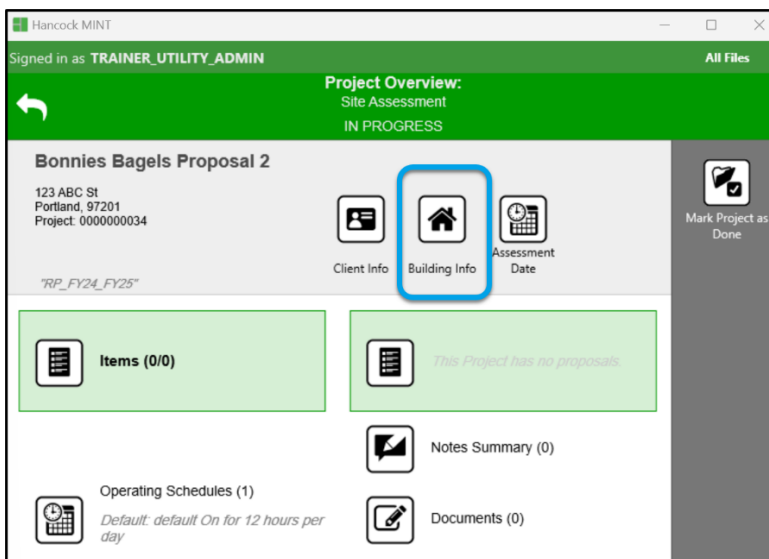 Hancock MINT
Signed in as TRAINER_UTILITY_ADMIN
All Files
Project Overview:
Site Assessment
IN PROGRESS
Bonnies Bagels Proposal 2
123 ABC St
Portland, 97201
Project: 0000000034
"RP_FY24_FY25"
Client Info
Building Info
Assessment
Date
Mark Project as
Done
Items (0/0)
This Project has no proposals.
Notes Summary (0)
Operating Schedules (1)
Default: default On for 12 hours per
day
Documents (0)